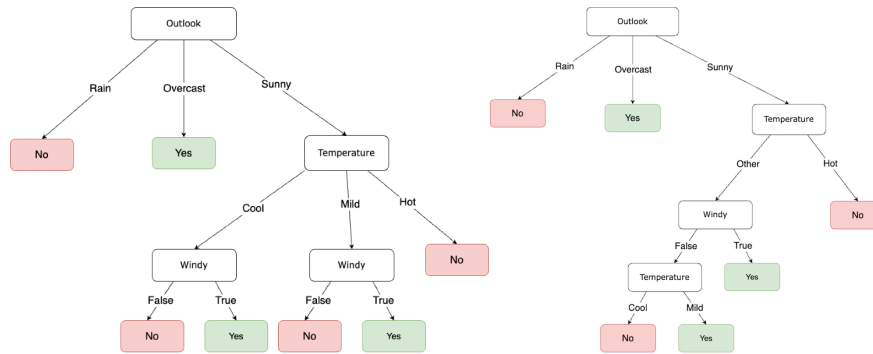 Outlook
Rain
Overcast
Sunny
No
Yes
Temperature
Cool
Mild
Hot
Windy
Windy
No
False
True
False
True
No
Yes
No
Yes
Outlook
Rain
Overcast
Sunny
No
Yes
Temperature
Other
Hot
Windy
No
False
True
Temperature
Yes
Cool
Mild
No
Yes